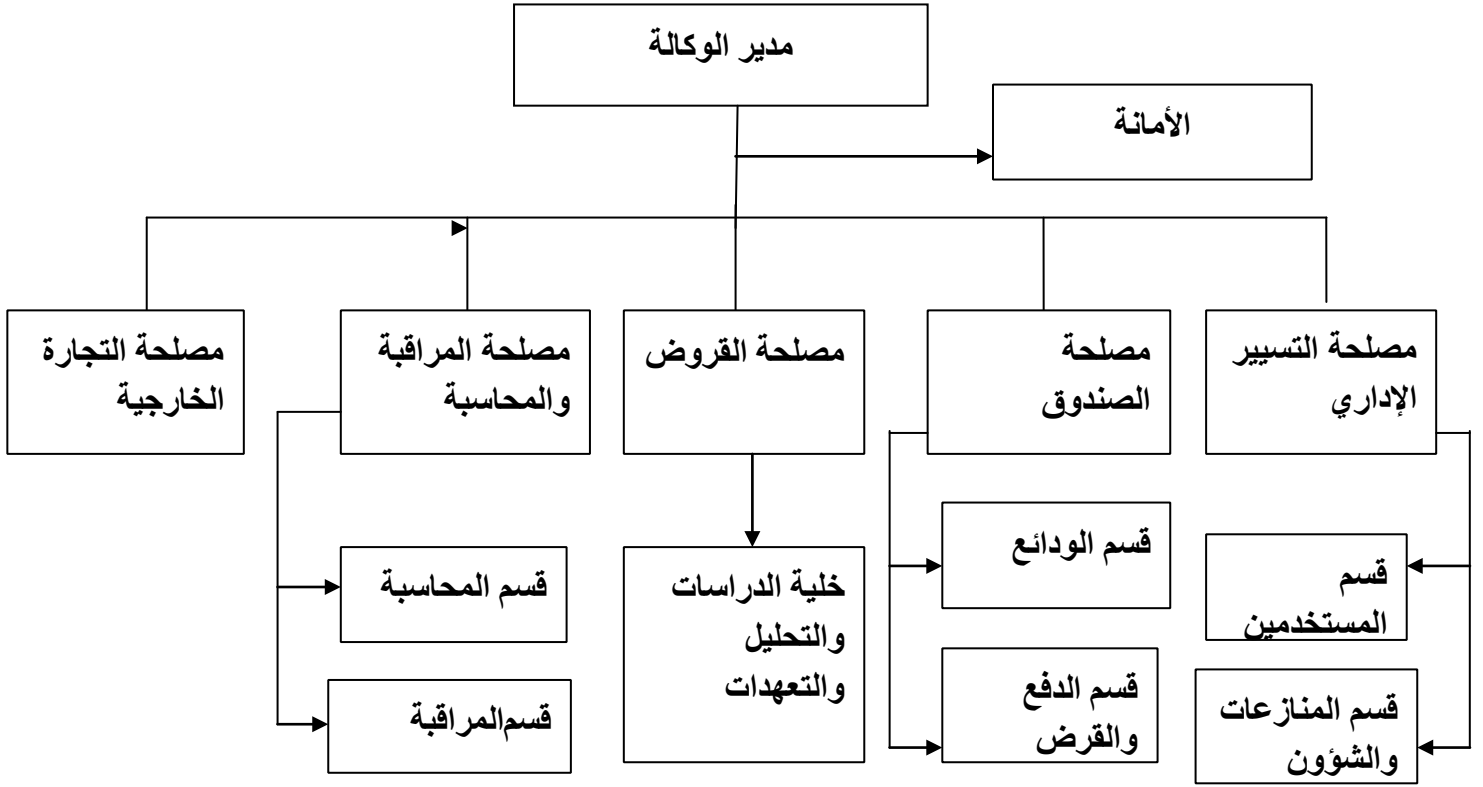 مدير الوكالة
الأمانة
مصلحة التسيير
الإداري
مصلحة
الصندوق
مصلحة القروض
مصلحة المراقبة
والمحاسبة
مصلحة التجارة
الخارجية
قسم
المستخدمين
قسم المنازعات
والشؤون
قسم الودائع
قسم الدفع
والقرض
خلية الدراسات
والتحليل
والتعهدات
قسم المحاسبة
قسمالمراقبة